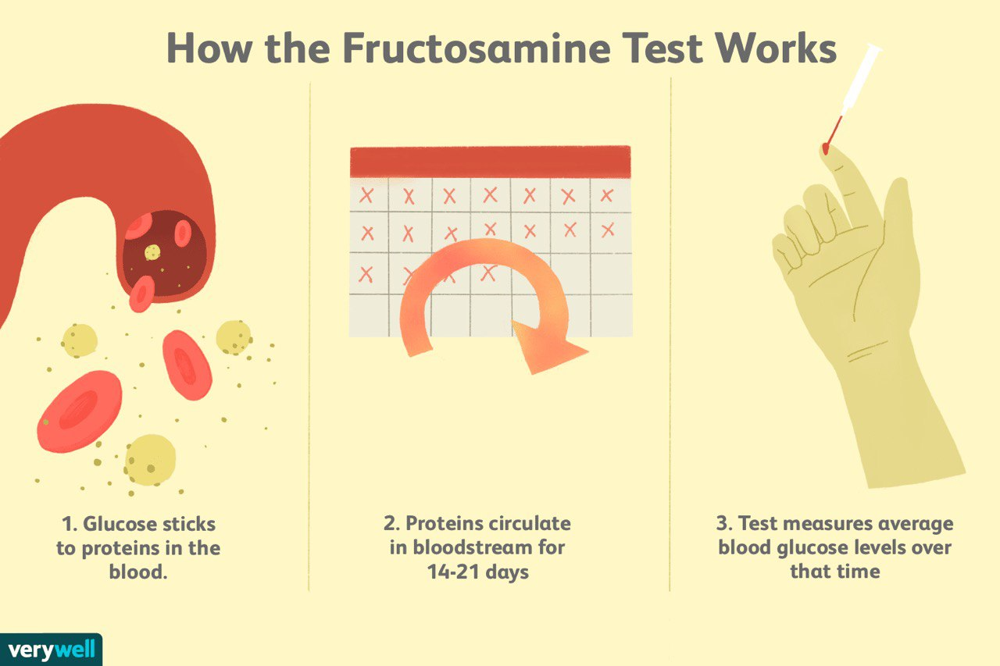 How the Fructosamine Test Works
1. Glucose sticks
to proteins in the
blood.
2. Proteins circulate
in bloodstream for
14-21 days
3. Test measures average
blood glucose levels over
that time
verywell